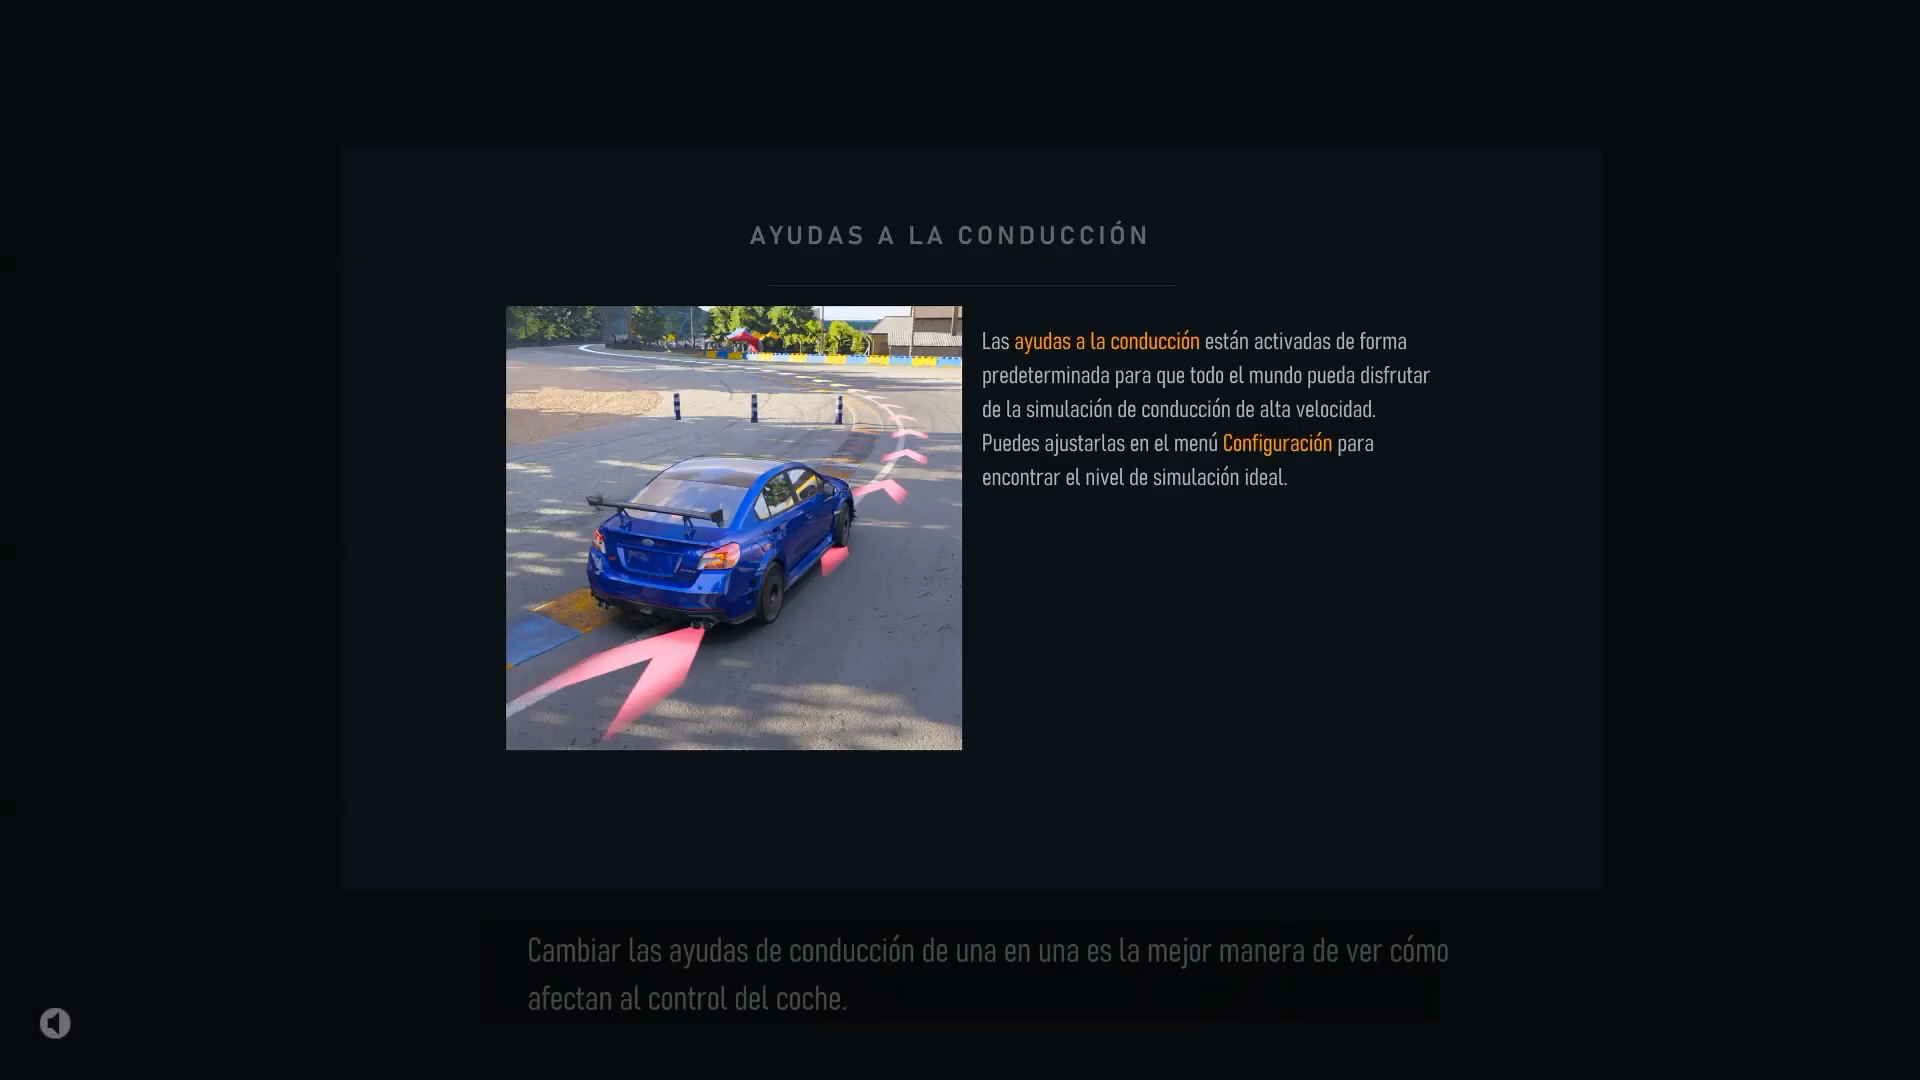 AYUDAS A LA CONDUCCIÓN
Las ayudas a la conducción están activadas de forma
predeterminada para que todo el mundo pueda disfrutar
de la simulación de conducción de alta velocidad.
Puedes ajustarlas en el menú Configuración para
encontrar el nivel de simulación ideal.
Cambiar las ayudas de conducción de una en una es la mejor manera de ver cómo
afectan al control del coche.